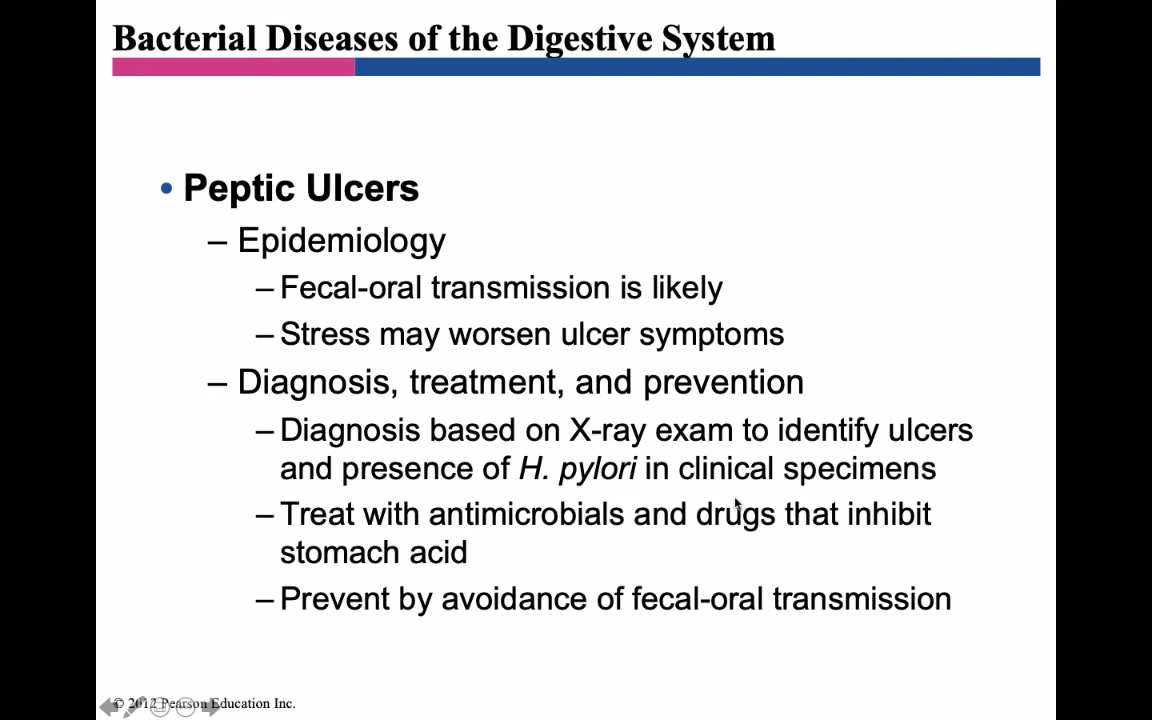 Bacterial Diseases of the Digestive System
• Peptic Ulcers
– Epidemiology
– Fecal-oral transmission is likely
– Stress may worsen ulcer symptoms
– Diagnosis, treatment, and prevention
– Diagnosis based on X-ray exam to identify ulcers
and presence of H. pylori in clinical specimens
– Treat with antimicrobials and drugs that inhibit
stomach acid
– Prevent by avoidance of fecal-oral transmission
© 2012 Pearson Education Inc.